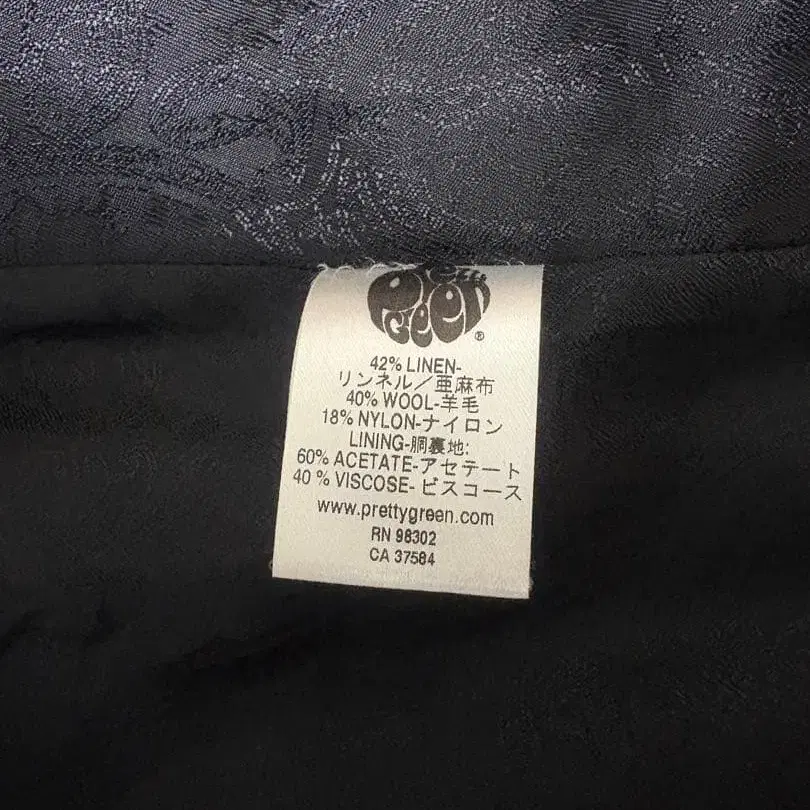 Pretty
Green
®
42% LINEN-
リンネル／亜麻布
40% WOOL-羊毛
18% NYLON-ナイロン
LINING-胴裏地:
60% ACETATE-アセテート
40 % VISCOSE- ビスコース
www.prettygreen.com
RN 98302
CA 37584